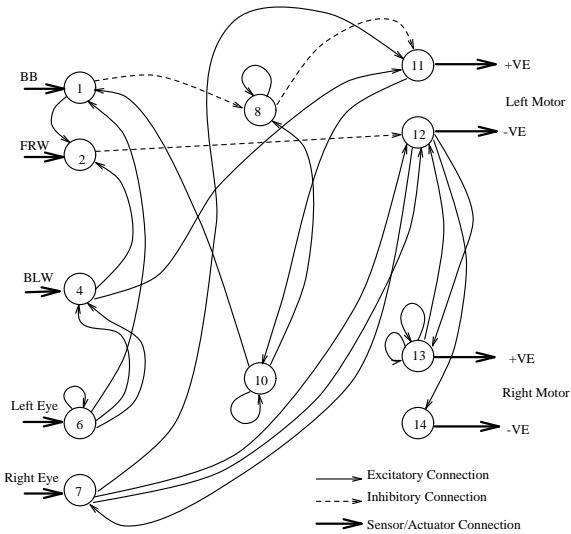 11
+VE
BB
1
8
Left Motor
12
-VE
FRW
2
BLW
4
13
+VE
10
Right Motor
Left Eye
6
14
-VE
Right Eye
7
Excitatory Connection
Inhibitory Connection
Sensor/Actuator Connection